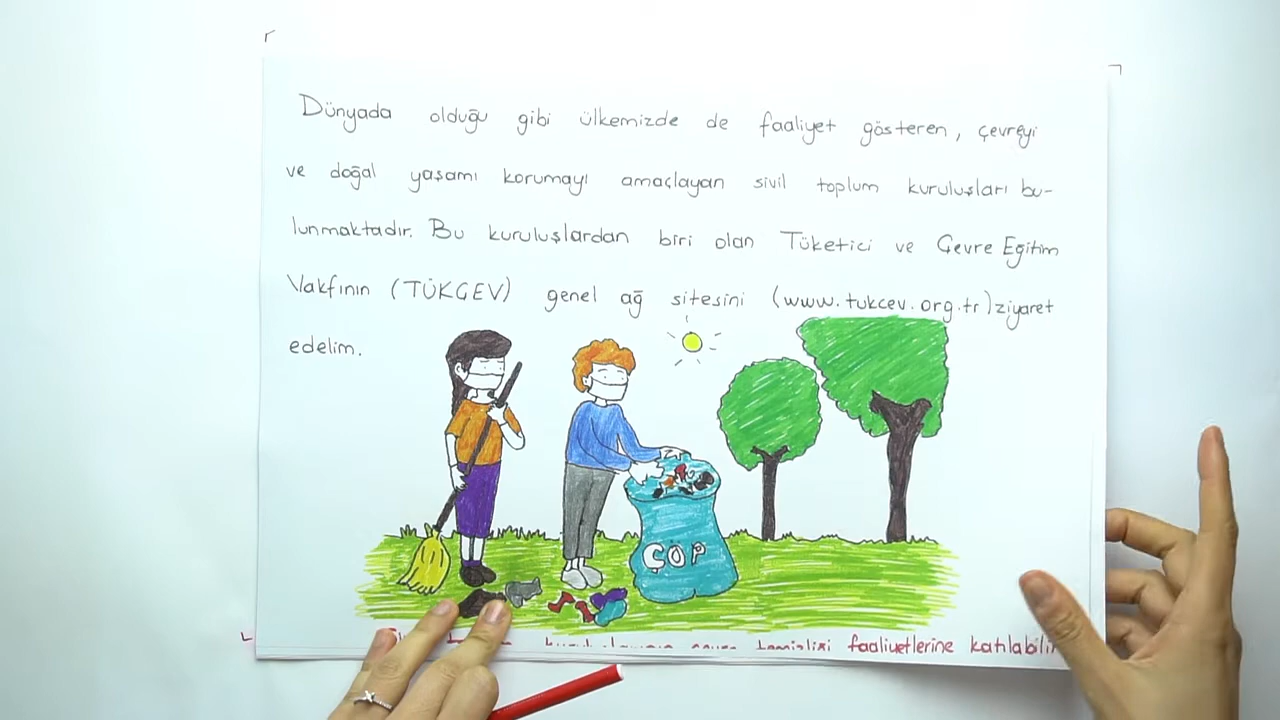 Dünyada olduğu gibi ülkemizde de faaliyet gösteren, çevreyi
ve doğal yaşamı korumayı amaçlayan sivil toplum kuruluşları bu-
lunmaktadır. Bu kuruluşlardan biri olan Tüketici ve Çevre Eğitim
Vakfının (TÜKÇEV) genel ağ sitesini (www.tukcev.org.tr) ziyaret
edelim.
ÇÖP
faaliyetlerine